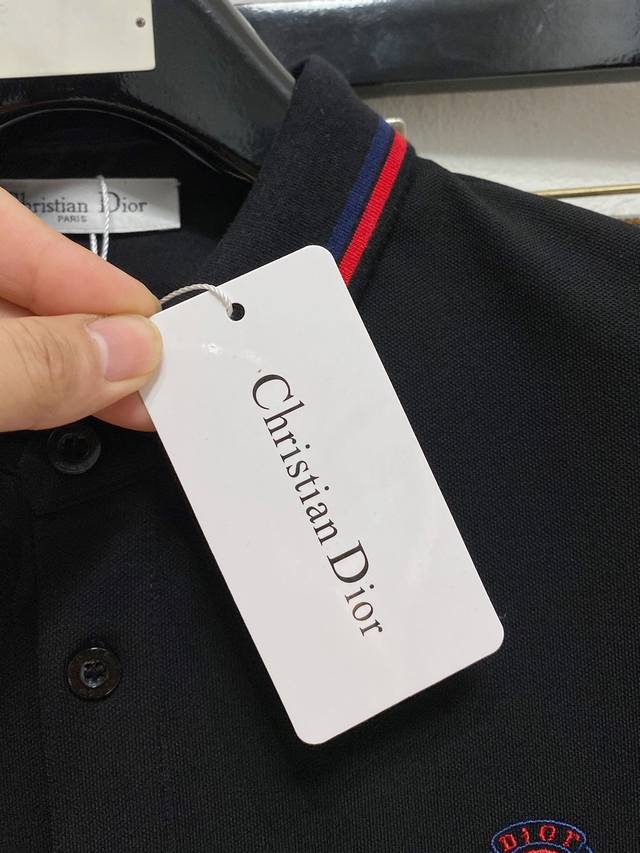 Christian Dior
PARIS
Christian Dior
DIOR